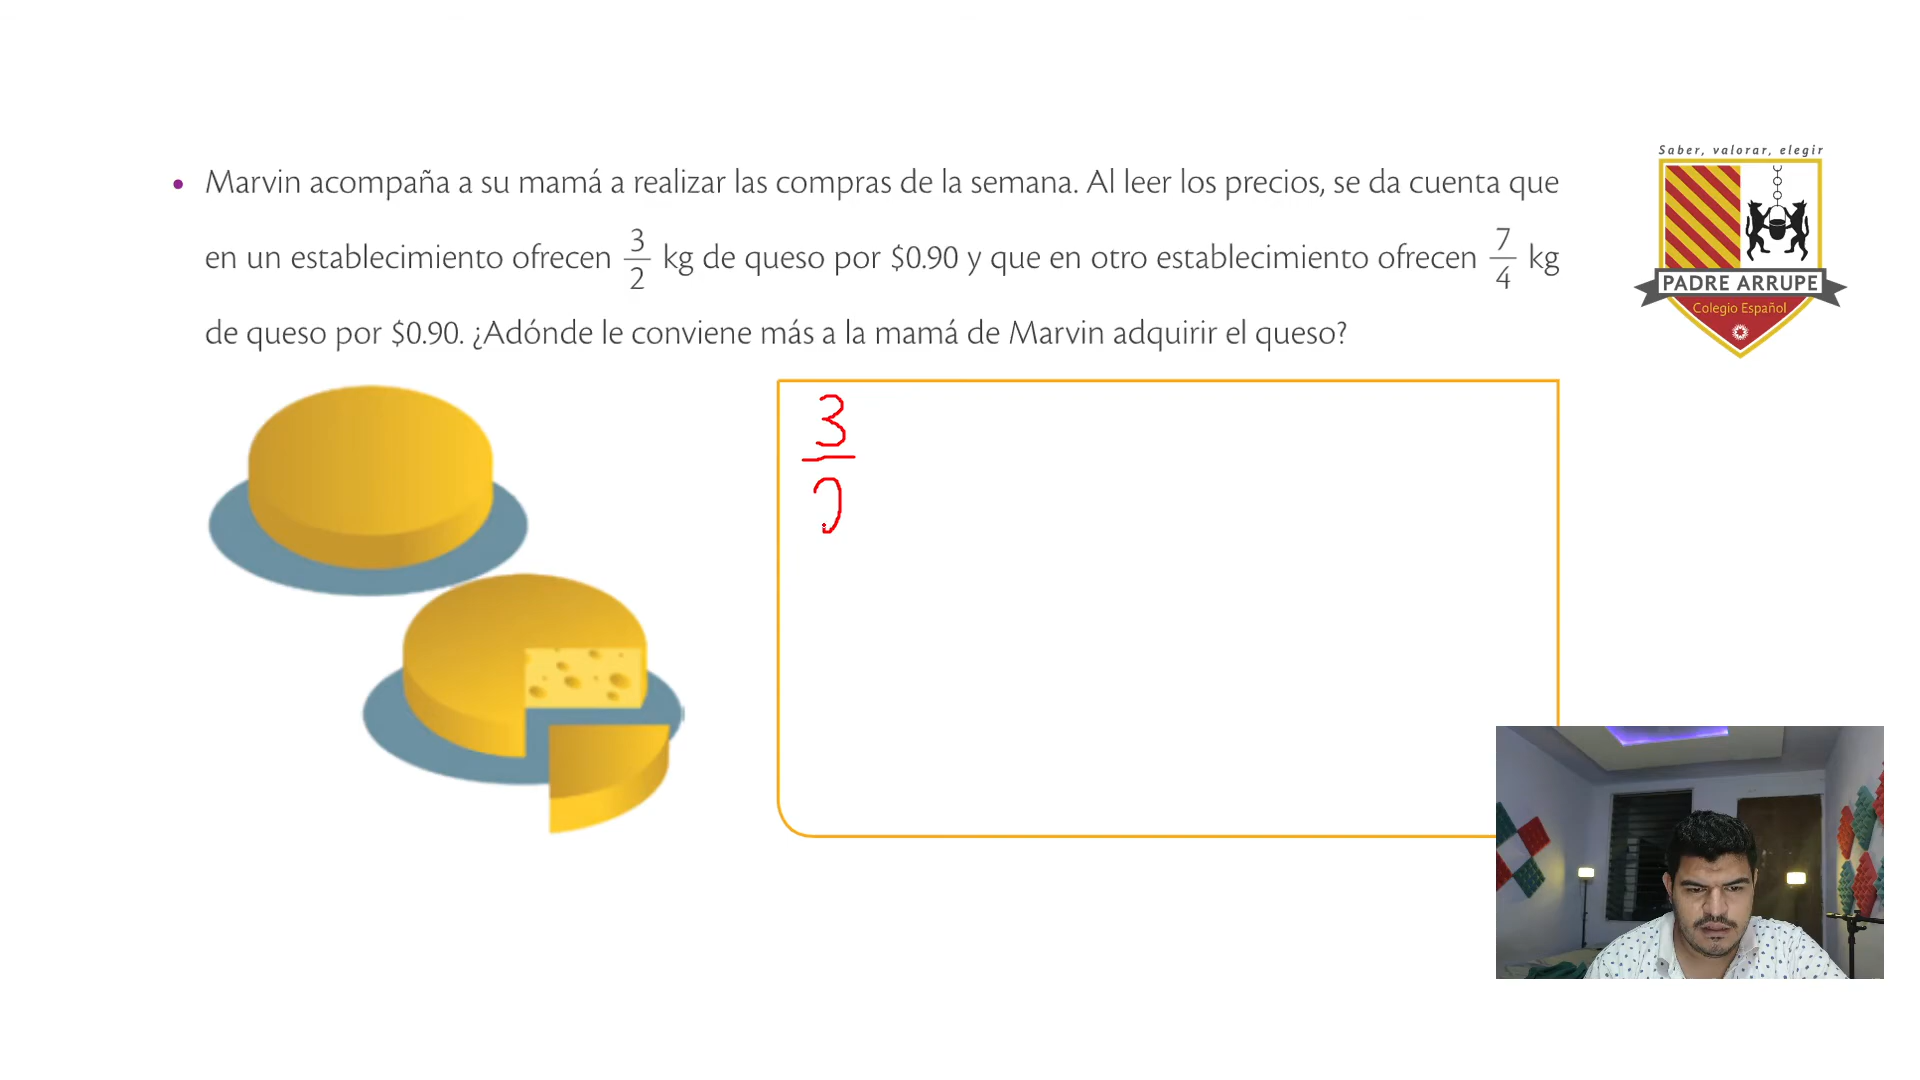 Saber, valorar, elegir
• Marvin acompaña a su mamá a realizar las compras de la semana. Al leer los precios, se da cuenta que
en un establecimiento ofrecen 3/2 kg de queso por $0.90 y que en otro establecimiento ofrecen 7/4 kg
de queso por $0.90. ¿Adónde le conviene más a la mamá de Marvin adquirir el queso?
PADRE ARRUPE
Colegio Español
3